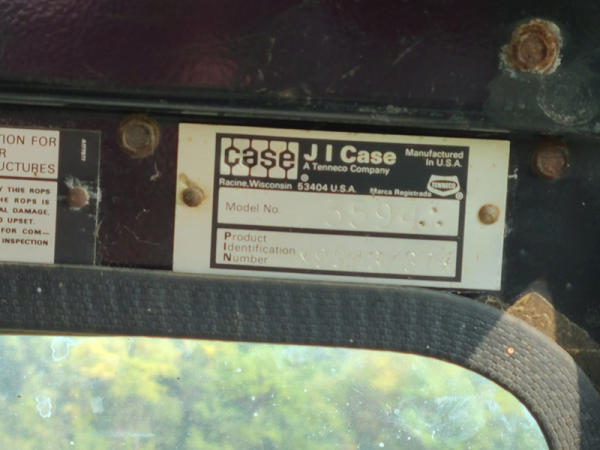 TION FOR
R
UCTURES
Y THIS ROPS
HE ROPS IS
AL DAMAGE,
D UPSET.
FOR COM–
INSPECTION
case J I Case
A Tenneco Company
Manufactured
In U.S.A.
Racine, Wisconsin 53404 U.S.A.
Marca Registrada
TENNECO
Model No
Product
Identification
Number